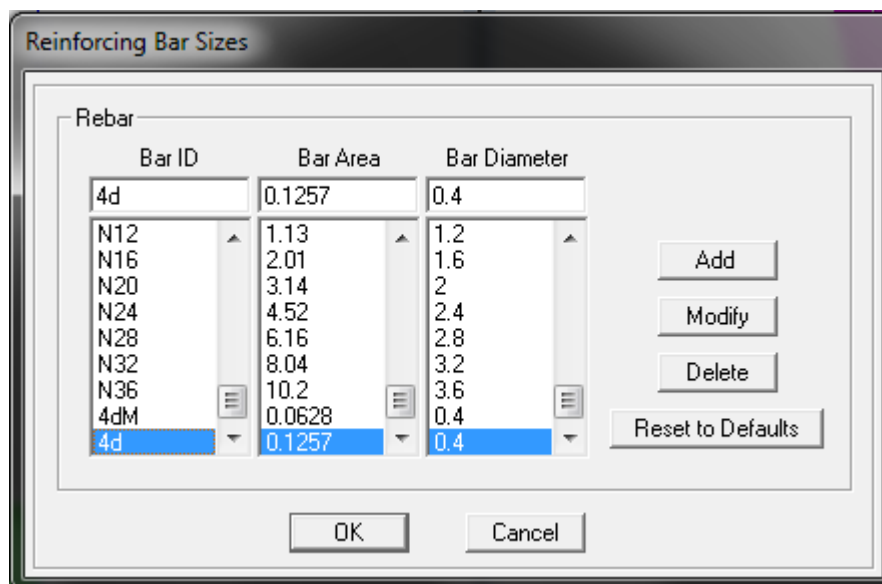 Reinforcing Bar Sizes
Rebar
Bar ID Bar Area Bar Diameter
4d 0.1257 0.4
N12 1.13 1.2
N16 2.01 1.6
N20 3.14 2
N24 4.52 2.4
N28 6.16 2.8
N32 8.04 3.2
N36 10.2 3.6
4dM 0.0628 0.4
4d 0.1257 0.4
Add
Modify
Delete
Reset to Defaults
OK Cancel